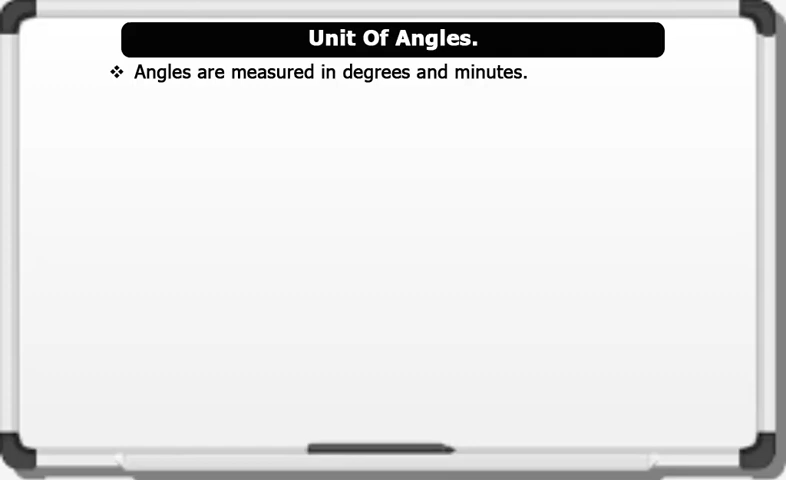 Unit Of Angles.
❖ Angles are measured in degrees and minutes.